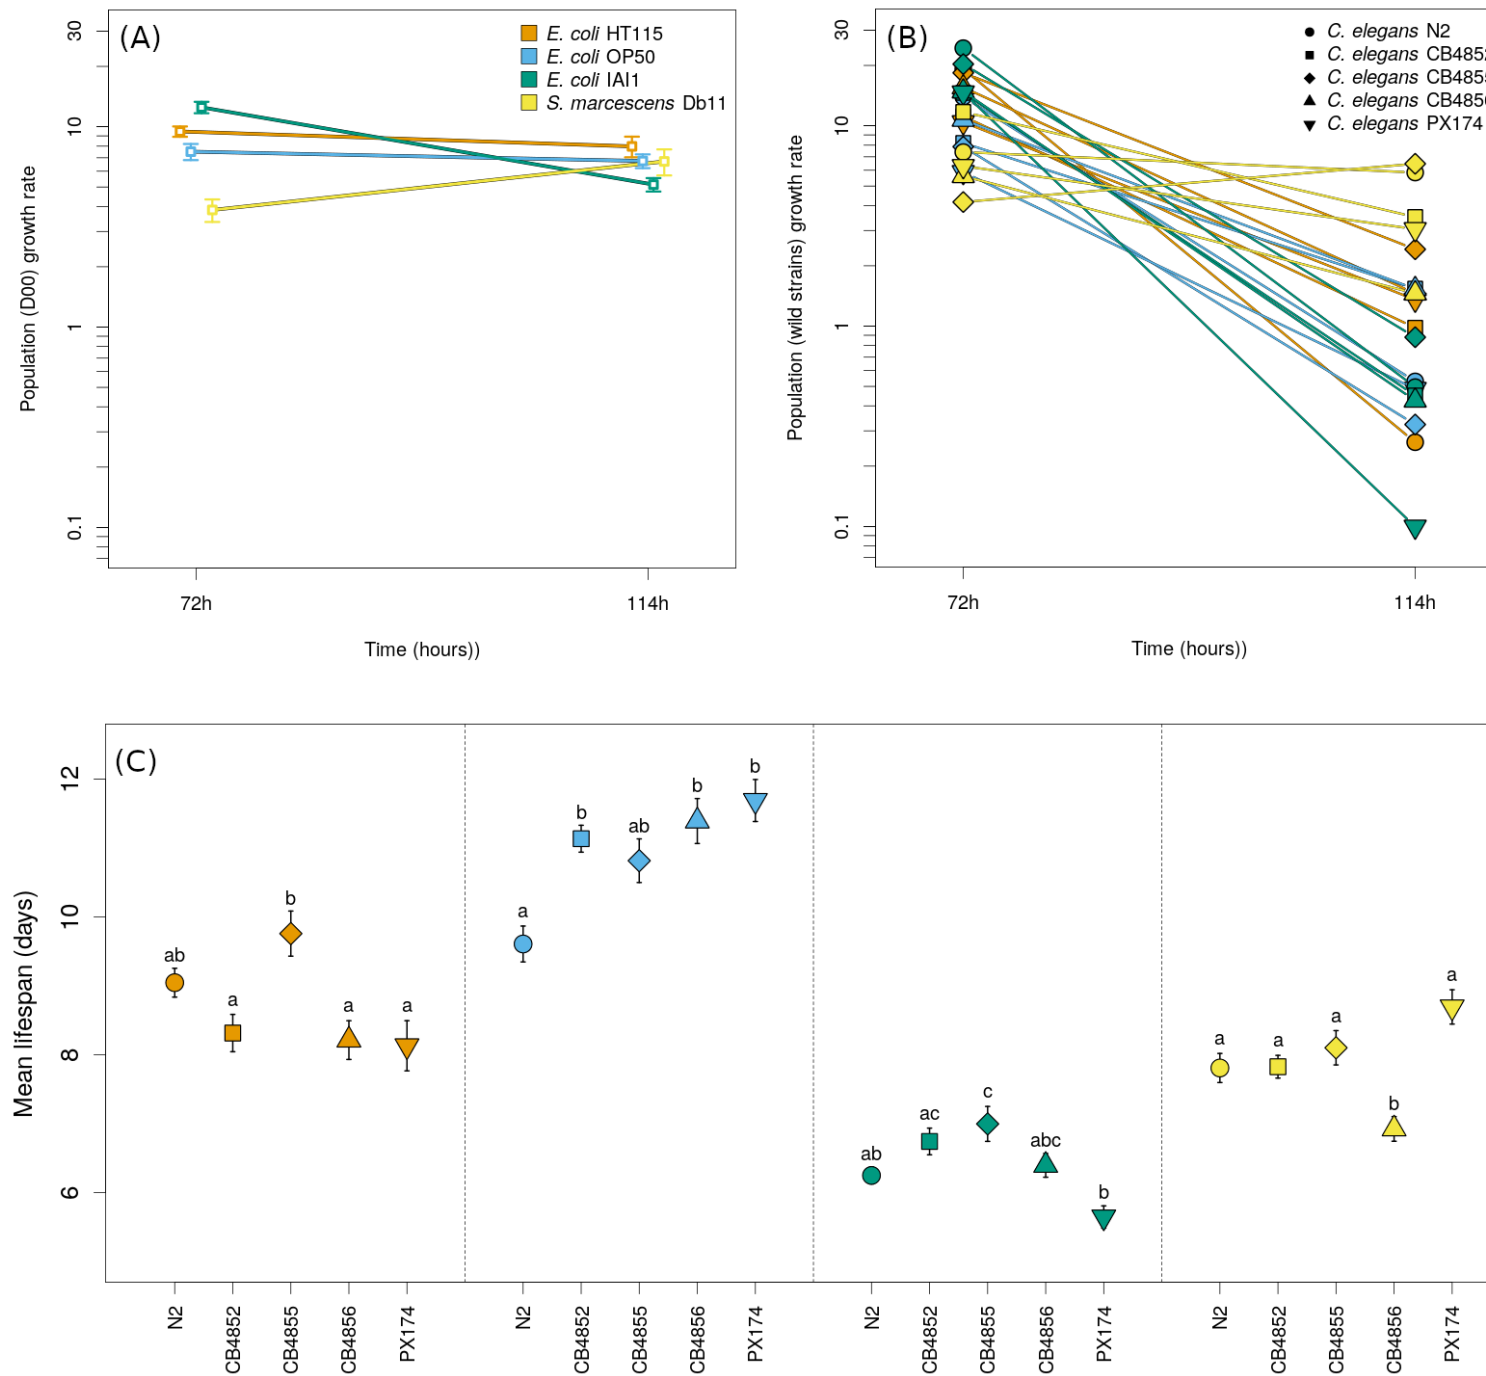 (A)
E. coli HT115
E. coli OP50
E. coli IAI1
S. marcescens Db11
30
10
1
0.1
Population (D00) growth rate
72h
114h
Time (hours))
(B)
C. elegans N2
C. elegans CB4852
C. elegans CB4855
C. elegans CB4856
C. elegans PX174
30
10
1
0.1
Population (wild strains) growth rate
72h
114h
Time (hours))
(C)
12
10
8
6
Mean lifespan (days)
ab
a
b
a
a
a
b
ab
b
b
ab
ac
c
abc
b
a
a
a
b
a
N2
CB4852
CB4855
CB4856
PX174
N2
CB4852
CB4855
CB4856
PX174
N2
CB4852
CB4855
CB4856
PX174
N2
CB4852
CB4855
CB4856
PX174